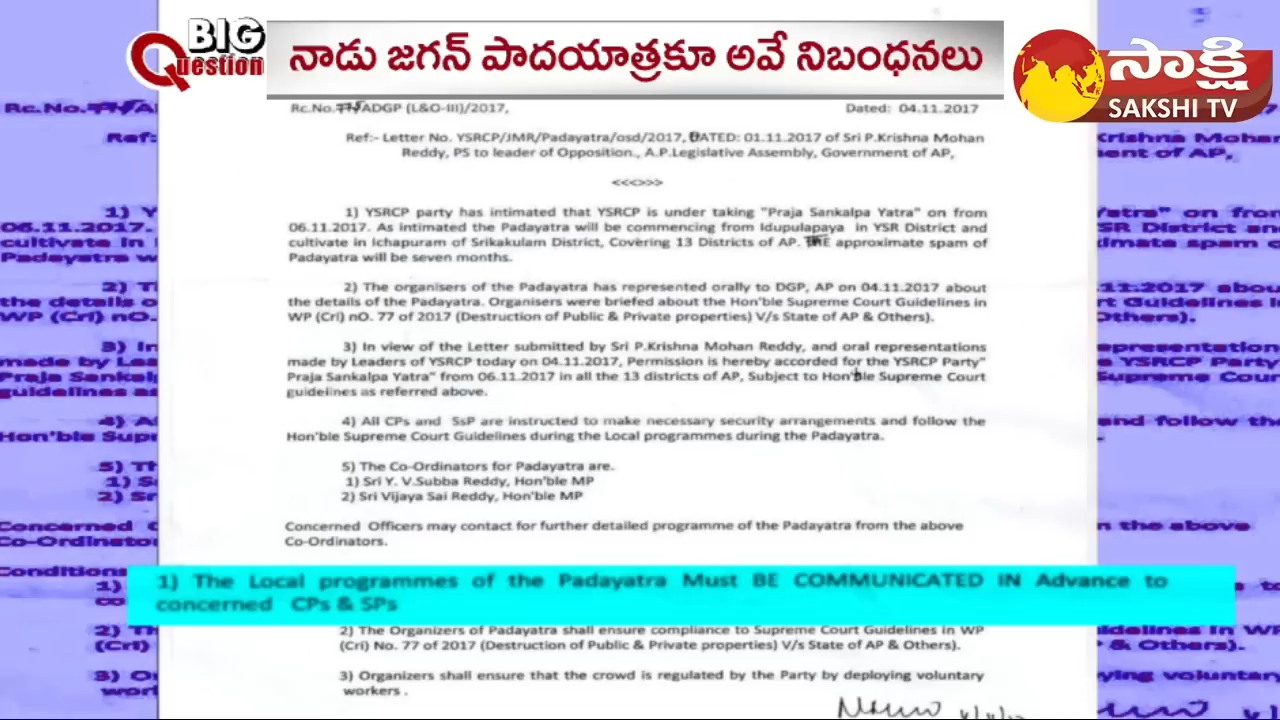 BIG
Question
నాడు జగన్ పాదయాత్రకూ అవే నిబంధనలు
సాక్షి
SAKSHI TV
Rc.No. ADGP (L&O-III)/2017,
Dated: 04.11.2017
Ref:- Letter No. YSRCP/JMR/Padayatra/osd/2017, DATED: 01.11.2017 of Sri P.Krishna Mohan
Reddy, PS to leader of Opposition., A.P.Legislative Assembly, Government of AP,
<<<>>>
1) YSRCP party has intimated that YSRCP is under taking "Praja Sankalpa Yatra" on from
06.11.2017. As intimated the Padayatra will be commencing from Idupulapaya in YSR District and
cultivate in Ichapuram of Srikakulam District, Covering 13 Districts of AP. THE approximate spam of
Padayatra will be seven months.
2) The organisers of the Padayatra has represented orally to DGP, AP on 04.11.2017 about
the details of the Padayatra. Organisers were briefed about the Hon'ble Supreme Court Guidelines in
WP (Cri) nO. 77 of 2017 (Destruction of Public & Private properties) V/s State of AP & Others).
3) In view of the Letter submitted by Sri P.Krishna Mohan Reddy, and oral representations
made by Leaders of YSRCP today on 04.11.2017, Permission is hereby accorded for the YSRCP Party"
Praja Sankalpa Yatra" from 06.11.2017 in all the 13 districts of AP, Subject to Hon'ble Supreme Court
guidelines as referred above.
4) All CPs and SsP are instructed to make necessary security arrangements and follow the
Hon'ble Supreme Court Guidelines during the Local programmes during the Padayatra.
5) The Co-Ordinators for Padayatra are.
1) Sri Y. V.Subba Reddy, Hon'ble MP
2) Sri Vijaya Sai Reddy, Hon'ble MP
Concerned Officers may contact for further detailed programme of the Padayatra from the above
Co-Ordinators.
1) The Local programmes of the Padayatra Must BE COMMUNICATED IN Advance to
concerned CPs & SPs
2) The Organizers of Padayatra shall ensure compliance to Supreme Court Guidelines in WP
(Cri) No. 77 of 2017 (Destruction of Public & Private properties) V/s State of AP & Others).
3) Organizers shall ensure that the crowd is regulated by the Party by deploying voluntary
workers .